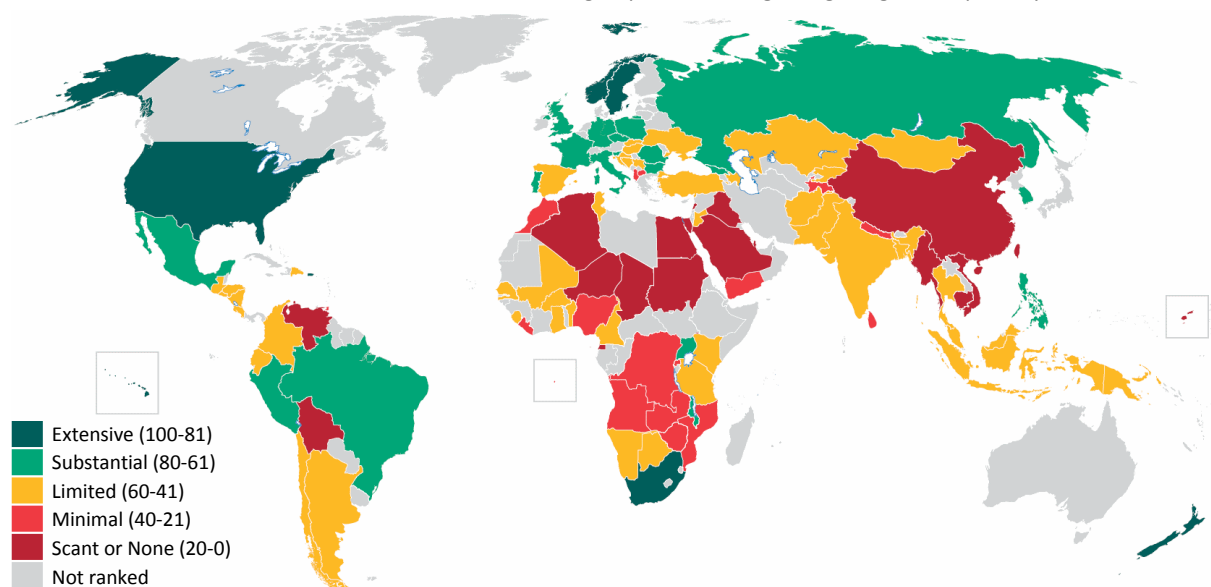 Extensive (100-81)
Substantial (80-61)
Limited (60-41)
Minimal (40-21)
Scant or None (20-0)
Not ranked